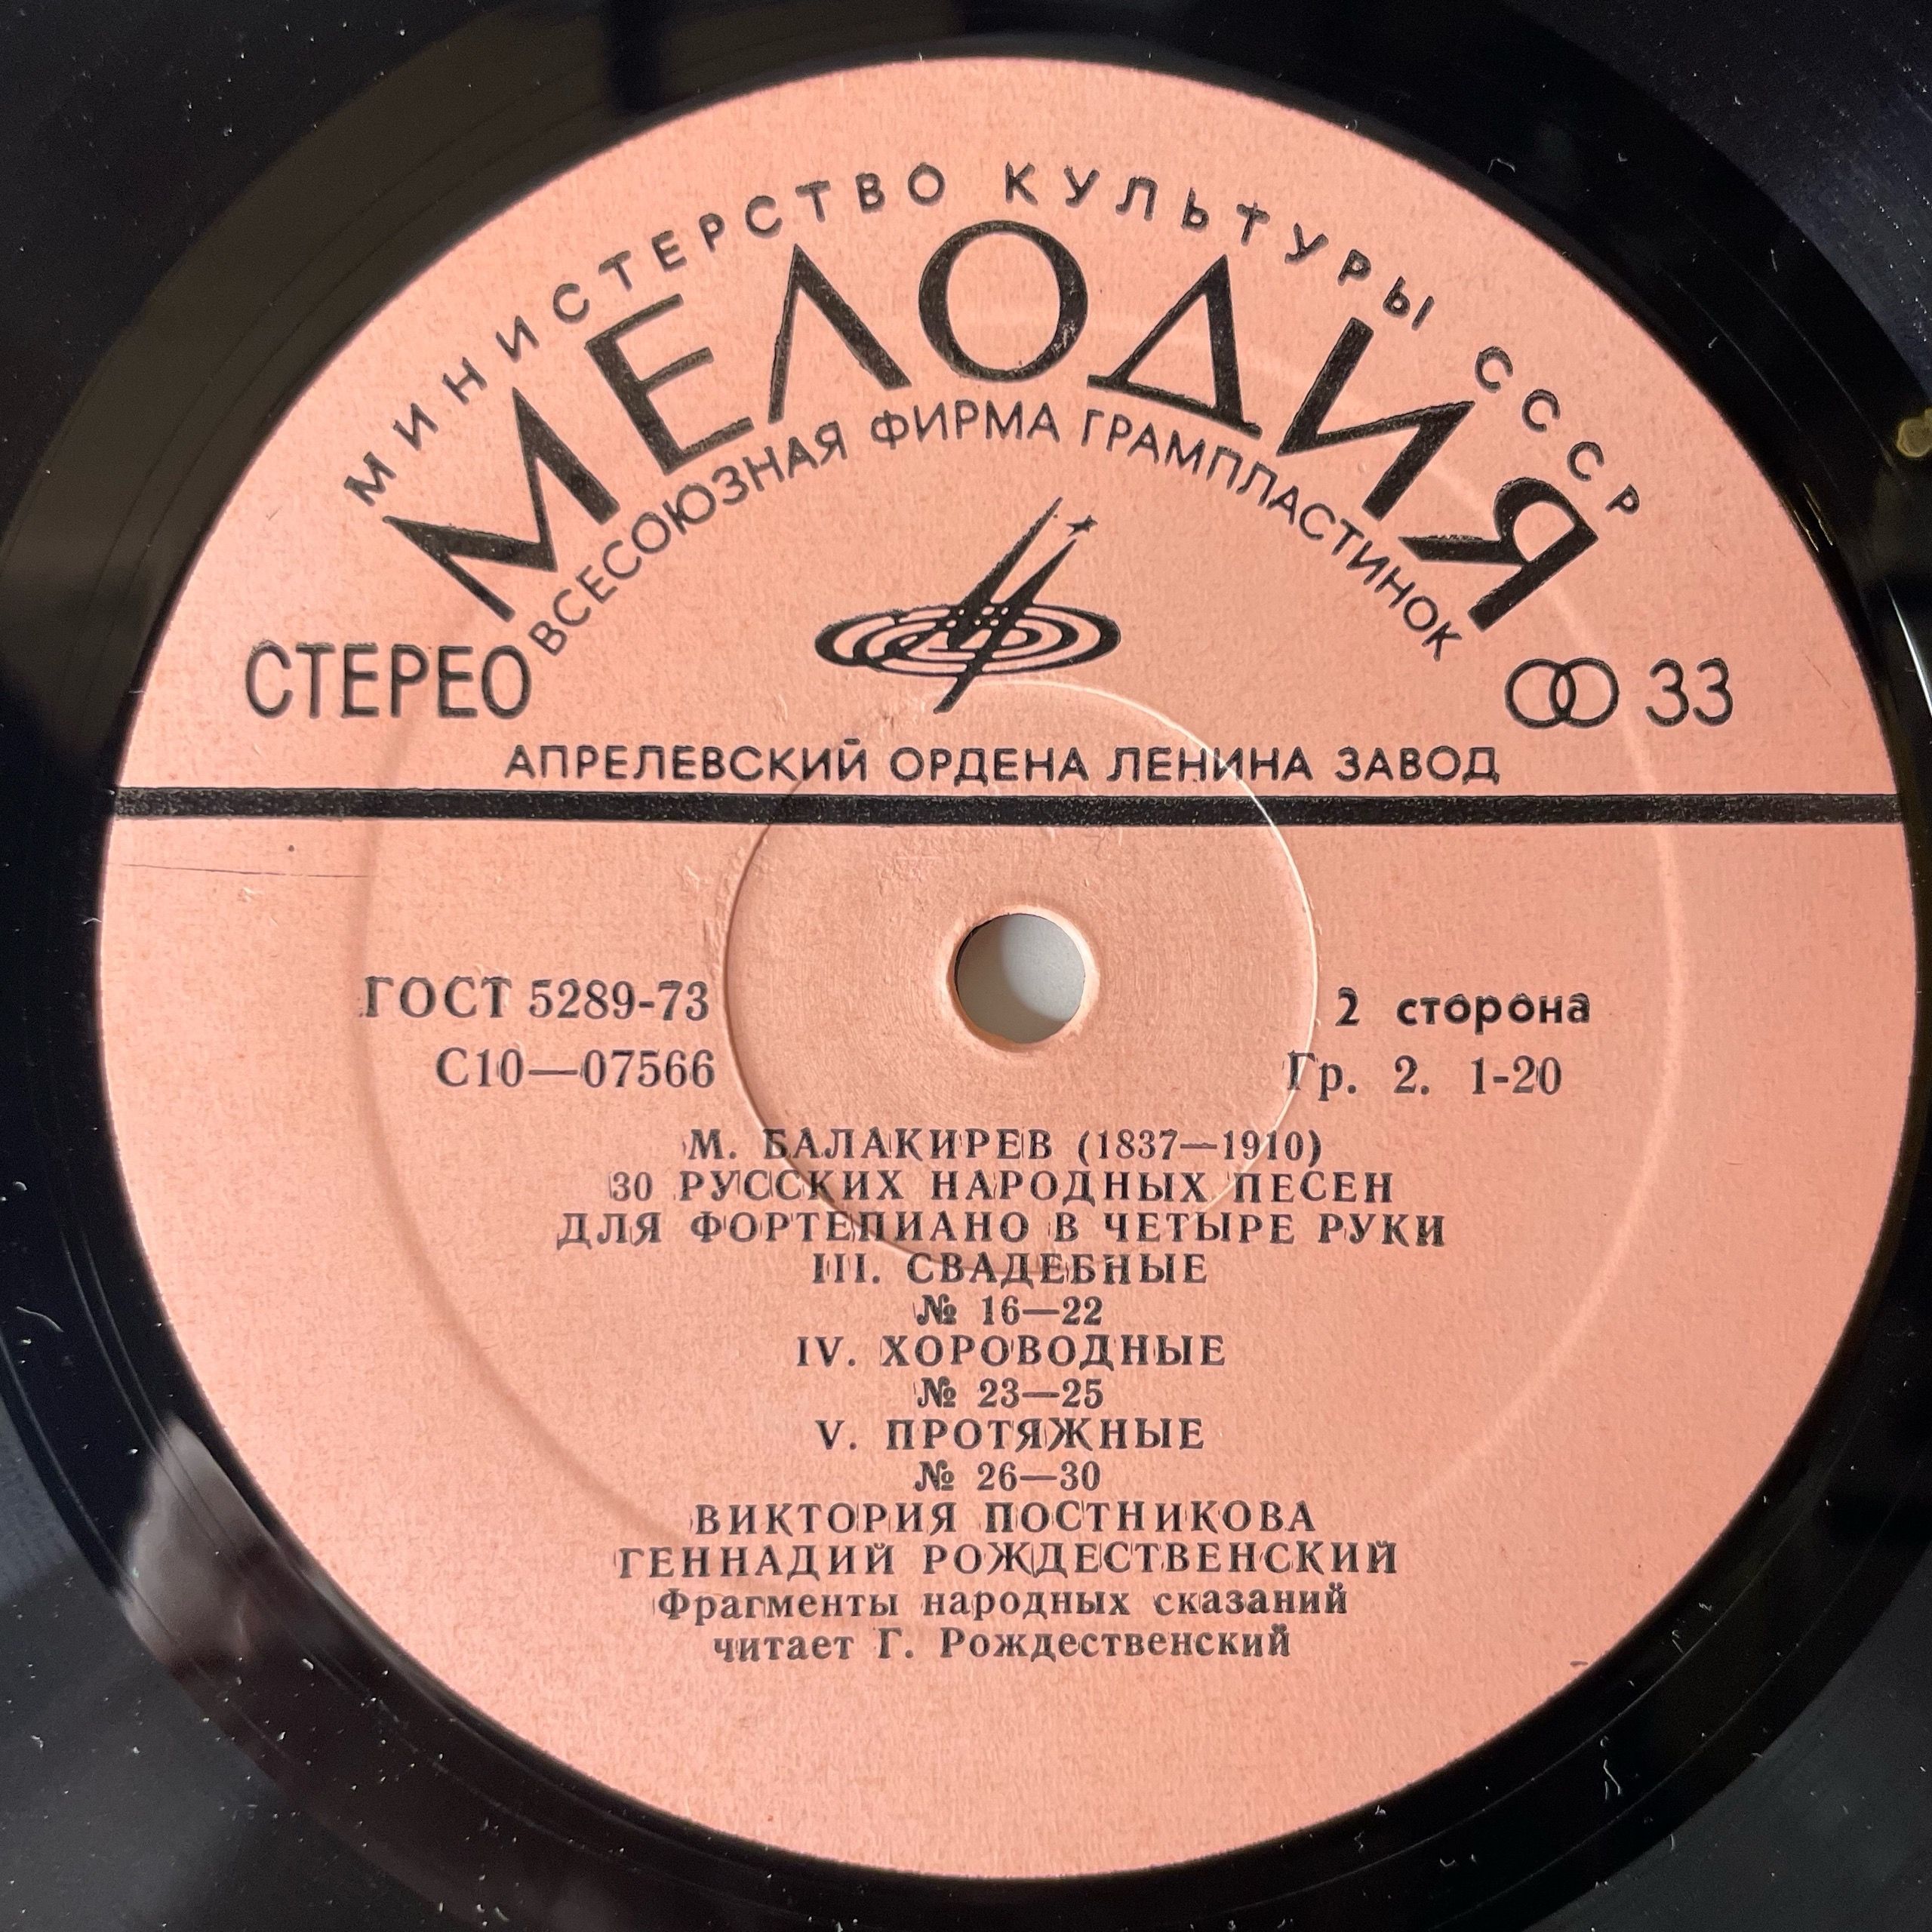 МИНИСТЕРСТВО КУЛЬТУРЫ СССР
МЕЛОДИЯ
ВСЕСОЮЗНАЯ ФИРМА ГРАМПЛАСТИНОК
СТЕРЕО
33
АПРЕЛЕВСКИЙ ОРДЕНА ЛЕНИНА ЗАВОД
ГОСТ 5289-73
2 сторона
С10—07566
Гр. 2. 1-20
М. БАЛАКИРЕВ (1837—1910)
30 РУССКИХ НАРОДНЫХ ПЕСЕН
ДЛЯ ФОРТЕПИАНО В ЧЕТЫРЕ РУКИ
III. СВАДЕБНЫЕ
№ 16—22
IV. ХОРОВОДНЫЕ
№ 23—25
V. ПРОТЯЖНЫЕ
№ 26—30
ВИКТОРИЯ ПОСТНИКОВА
ГЕННАДИЙ РОЖДЕСТВЕНСКИЙ
Фрагменты народных сказаний
читает Г. Рождественский